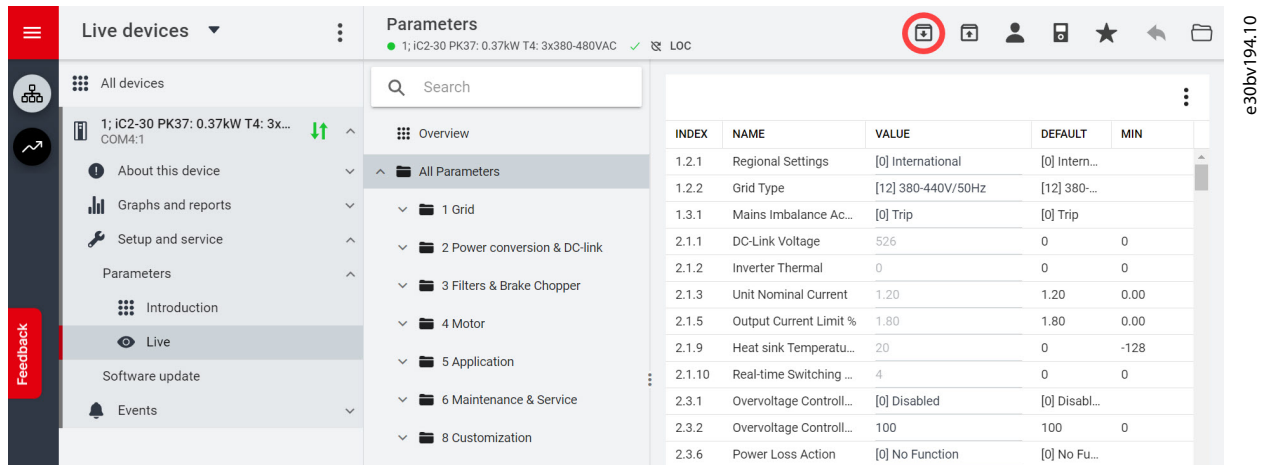 Live devices
Parameters
1; iC2-30 PK37: 0.37kW T4: 3x380-480VAC LOC
All devices
1; iC2-30 PK37: 0.37kW T4: 3x...
COM4:1
About this device
Graphs and reports
Setup and service
Parameters
Introduction
Live
Software update
Events
Feedback
Search
Overview
All Parameters
1 Grid
2 Power conversion & DC-link
3 Filters & Brake Chopper
4 Motor
5 Application
6 Maintenance & Service
8 Customization
INDEX NAME VALUE DEFAULT MIN
1.2.1 Regional Settings [0] International [0] Intern...
1.2.2 Grid Type [12] 380-440V/50Hz [12] 380-...
1.3.1 Mains Imbalance Ac... [0] Trip [0] Trip
2.1.1 DC-Link Voltage 526 0 0
2.1.2 Inverter Thermal 0 0 0
2.1.3 Unit Nominal Current 1.20 1.20 0.00
2.1.5 Output Current Limit % 1.80 1.80 0.00
2.1.9 Heat sink Temperatu... 20 0 -128
2.1.10 Real-time Switching ... 4 0 0
2.3.1 Overvoltage Controll... [0] Disabled [0] Disabl...
2.3.2 Overvoltage Controll... 100 100 0
2.3.6 Power Loss Action [0] No Function [0] No Fu...
e30bv194.10